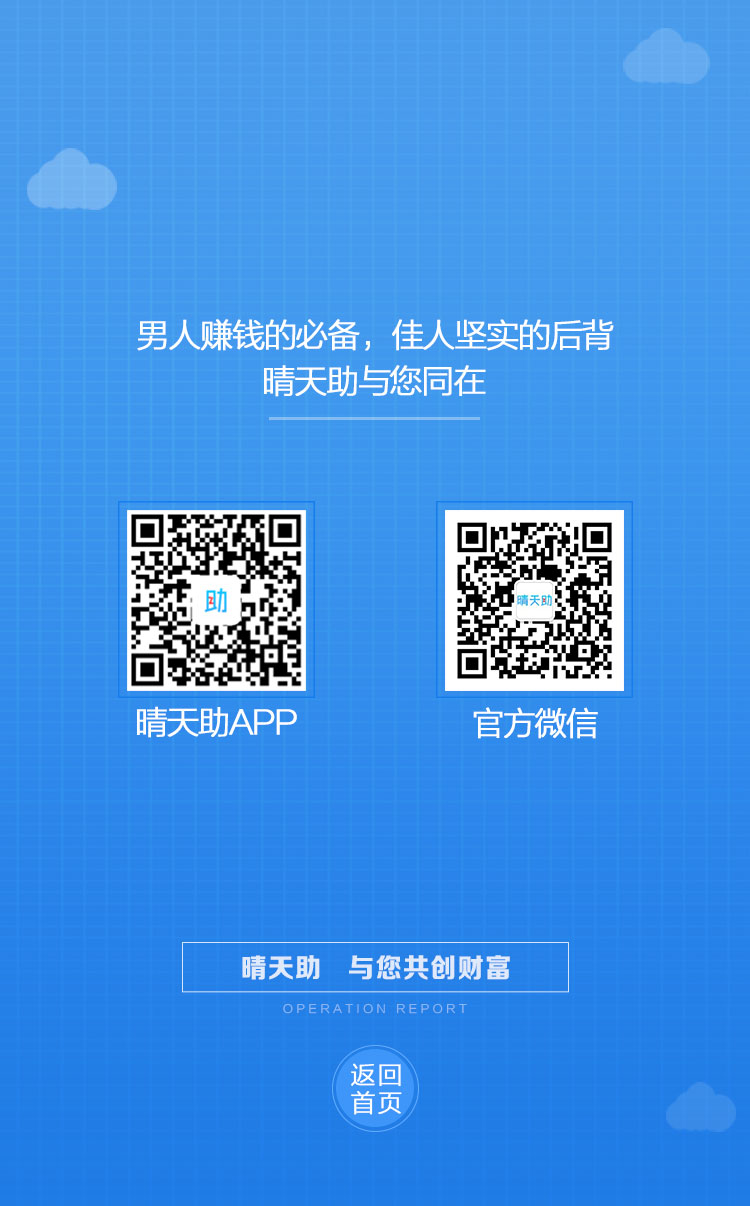 男人赚钱的必备，佳人坚实的后背
晴天助与您同在
助
晴天助
晴天助APP
官方微信
晴天助 与您共创财富
OPERATION REPORT
返回
首页